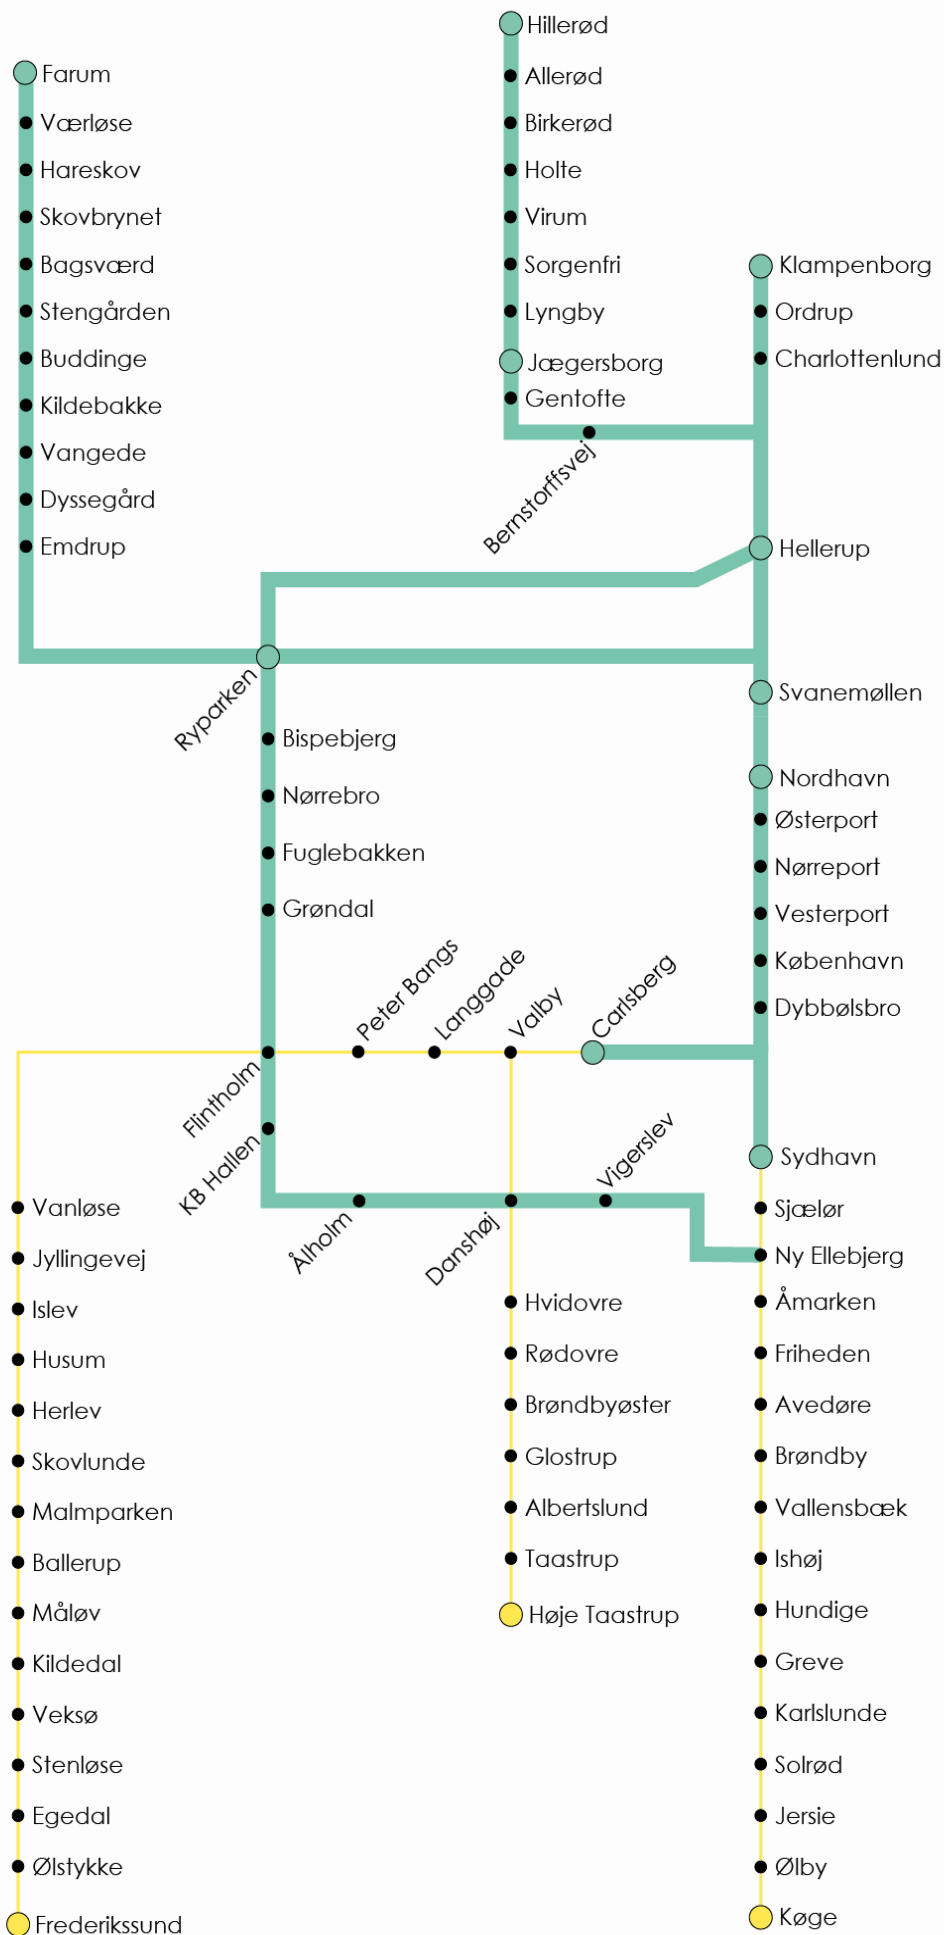 Hillerød
Allerød
Birkerød
Holte
Virum
Sorgenfri
Lyngby
Jægersborg
Gentofte
Bernstorffsvej
Farum
Værløse
Hareskov
Skovbrynet
Bagsværd
Stengården
Buddinge
Kildebakke
Vangede
Dyssegård
Emdrup
Klampenborg
Ordrup
Charlottenlund
Hellerup
Svanemøllen
Nordhavn
Østerport
Nørreport
Vesterport
København
Dybbølsbro
Ryparken
Bispebjerg
Nørrebro
Fuglebakken
Grøndal
Flintholm
Peter Bangs
Langgade
Valby
Carlsberg
KB Hallen
Ålholm
Danshøj
Vigerslev
Sydhavn
Sjælør
Ny Ellebjerg
Åmarken
Friheden
Avedøre
Brøndby
Vallensbæk
Ishøj
Hundige
Greve
Karlslunde
Solrød
Jersie
Ølby
Køge
Hvidovre
Rødovre
Brøndbyøster
Glostrup
Albertslund
Taastrup
Høje Taastrup
Vanløse
Jyllingevej
Islev
Husum
Herlev
Skovlunde
Malmparken
Ballerup
Måløv
Kildedal
Veksø
Stenløse
Egedal
Ølstykke
Frederikssund